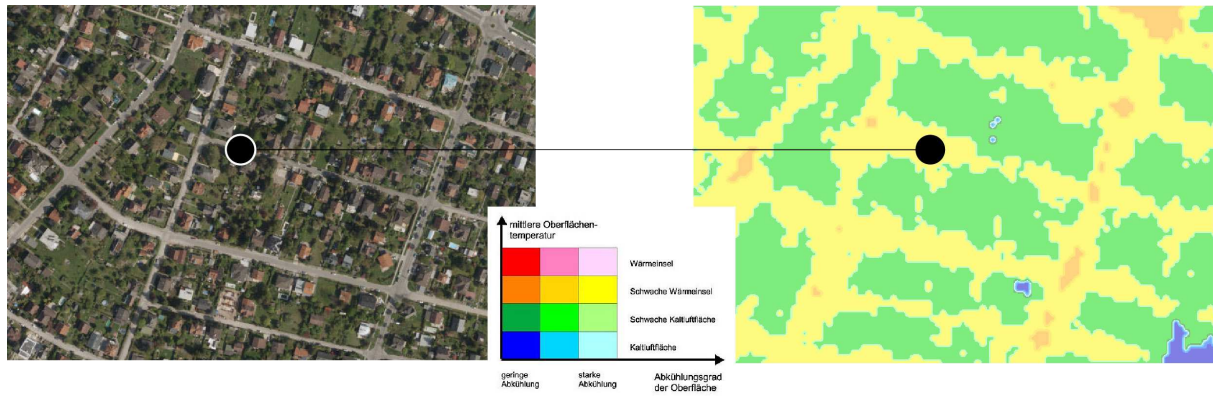 mittlere Oberflächen-
temperatur
Wärmeinsel
Schwache Wärmeinsel
Schwache Kaltluftfläche
Kaltluftfläche
geringe
Abkühlung
starke
Abkühlung
Abkühlungsgrad
der Oberfläche